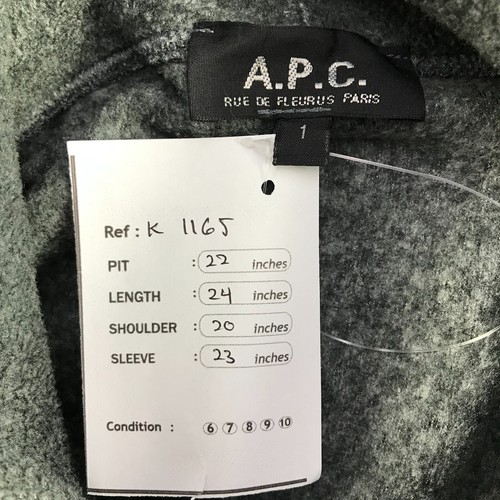 A.P.C.
RUE DE FLEURUS PARIS
1
Ref : K 1165
PIT : 22 inches
LENGTH : 24 inches
SHOULDER : 20 inches
SLEEVE : 23 inches
Condition : 6 7 8 9 10